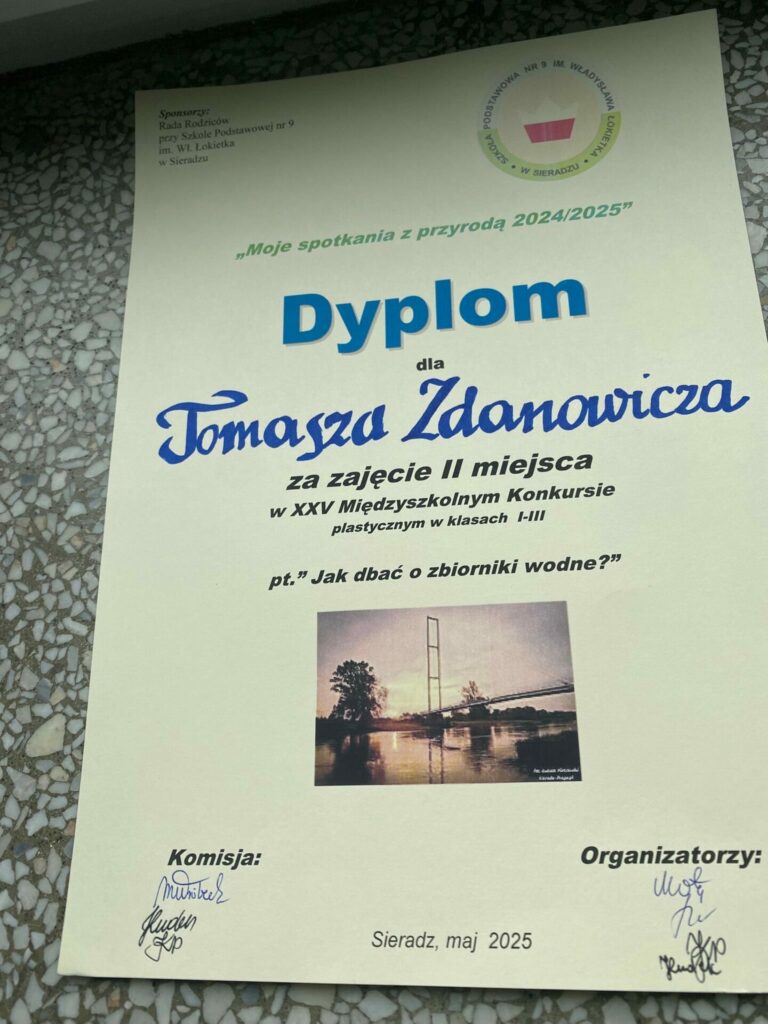 Sponsorzy:
Rada Rodziców
przy Szkole Podstawowej nr 9
im. Wł. Łokietka
w Sieradzu
SZKOŁA PODSTAWOWA NR 9 IM. WŁADYSŁAWA ŁOKIETKA
• W SIERADZU •
„Moje spotkania z przyrodą 2024/2025”
Dyplom
dla
Tomasza Zdanowicza
za zajęcie II miejsca
w XXV Międzyszkolnym Konkursie
plastycznym w klasach I-III
pt.” Jak dbać o zbiorniki wodne?”
Komisja:
Organizatorzy:
Sieradz, maj 2025